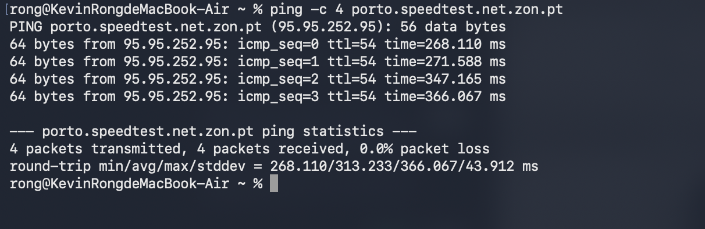 [rong@KevinRongdeMacBook-Air ~ % ping -c 4 porto.speedtest.net.zon.pt
PING porto.speedtest.net.zon.pt (95.95.252.95): 56 data bytes
64 bytes from 95.95.252.95: icmp_seq=0 ttl=54 time=268.110 ms
64 bytes from 95.95.252.95: icmp_seq=1 ttl=54 time=271.588 ms
64 bytes from 95.95.252.95: icmp_seq=2 ttl=54 time=347.165 ms
64 bytes from 95.95.252.95: icmp_seq=3 ttl=54 time=366.067 ms

--- porto.speedtest.net.zon.pt ping statistics ---
4 packets transmitted, 4 packets received, 0.0% packet loss
round-trip min/avg/max/stddev = 268.110/313.233/366.067/43.912 ms
rong@KevinRongdeMacBook-Air ~ %